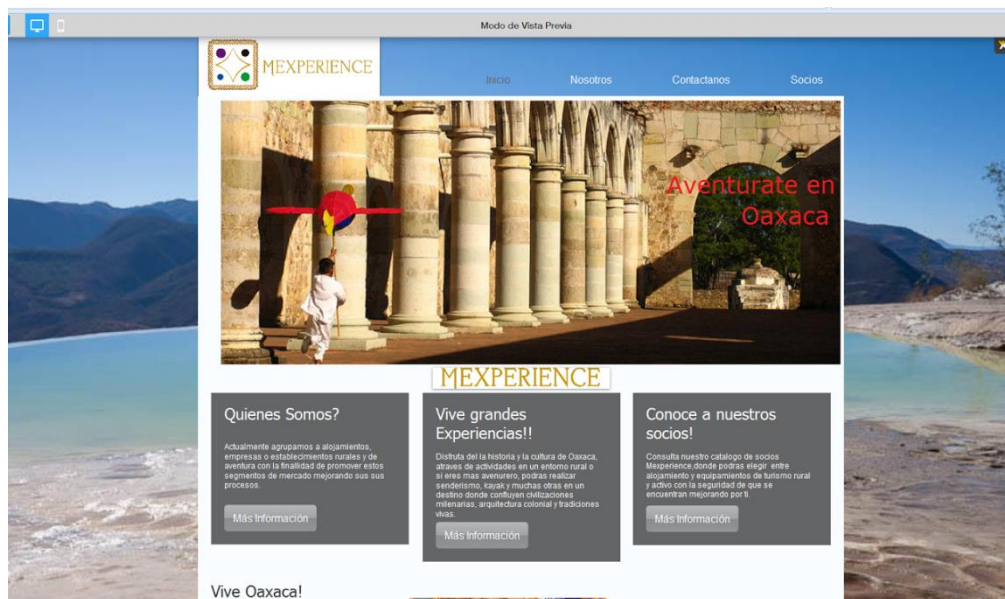 Modo de Vista Previa
MEXPERIENCE
Inicio
Nosotros
Contactanos
Socios
Aventurate en
Oaxaca
MEXPERIENCE
Quienes Somos?
Actualmente agrupamos a alojamientos,
empresas o establecimientos rurales y de
aventura con la finallidad de promover estos
segmentos de mercado mejorando sus sus
procesos.
Más Información
Vive grandes
Experiencias!!
Disfruta del la historia y la cultura de Oaxaca,
atraves de actividades en un entorno rural o
si eres mas avenurero, podras realizar
senderismo, kayak y muchas otras en un
destino donde confluyen civilizaciones
milenarias, arquitectura colonial y tradiciones
vivas.
Más Información
Conoce a nuestros
socios!
Consulta nuestro catalogo de socios
Mexperience,donde podras elegir entre
alojamiento y equipamientos de turismo rural
y activo con la seguridad de que se
encuentran mejorando por ti.
Más Información
Vive Oaxaca!